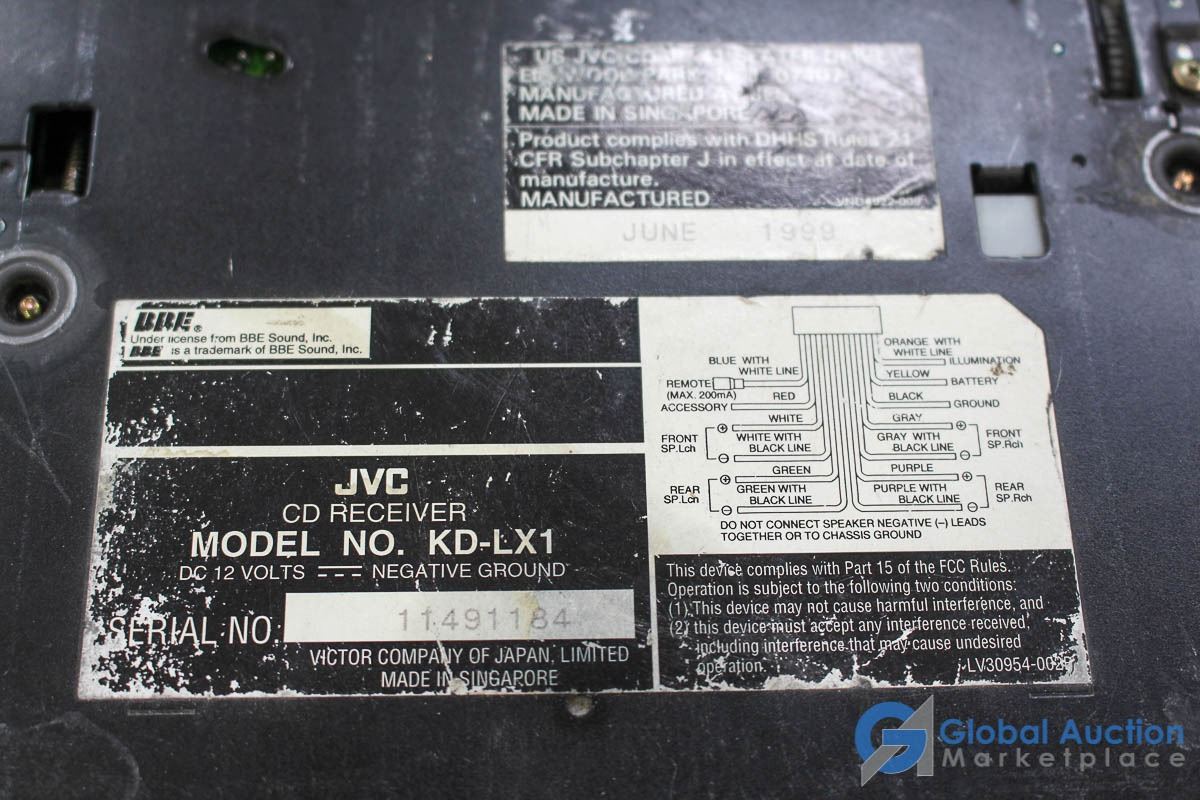 US JVC CORP.
ELMWOOD PARK, N.J. 07407
MANUFACTURED
MADE IN SINGAPORE
Product complies with DHHS Rules 21
CFR Subchapter J in effect at date of
manufacture.
MANUFACTURED
JUNE 1999
BBE®
Under license from BBE Sound, Inc.
BBE is a trademark of BBE Sound, Inc.
JVC
CD RECEIVER
MODEL NO. KD-LX1
DC 12 VOLTS NEGATIVE GROUND
SERIAL NO. 11491184
VICTOR COMPANY OF JAPAN, LIMITED
MADE IN SINGAPORE
BLUE WITH
WHITE LINE
REMOTE
(MAX. 200mA)
RED
ACCESSORY
WHITE
FRONT
SP.Lch
WHITE WITH
BLACK LINE
GREEN
REAR
SP.Lch
GREEN WITH
BLACK LINE
ORANGE WITH
WHITE LINE
ILLUMINATION
YELLOW
BATTERY
BLACK
GROUND
GRAY
FRONT
SP.Rch
GRAY WITH
BLACK LINE
PURPLE
REAR
SP.Rch
PURPLE WITH
BLACK LINE
DO NOT CONNECT SPEAKER NEGATIVE (–) LEADS
TOGETHER OR TO CHASSIS GROUND
This device complies with Part 15 of the FCC Rules.
Operation is subject to the following two conditions:
(1) This device may not cause harmful interference, and
(2) this device must accept any interference received,
including interference that may cause undesired
operation.
Global Auction
Marketplace